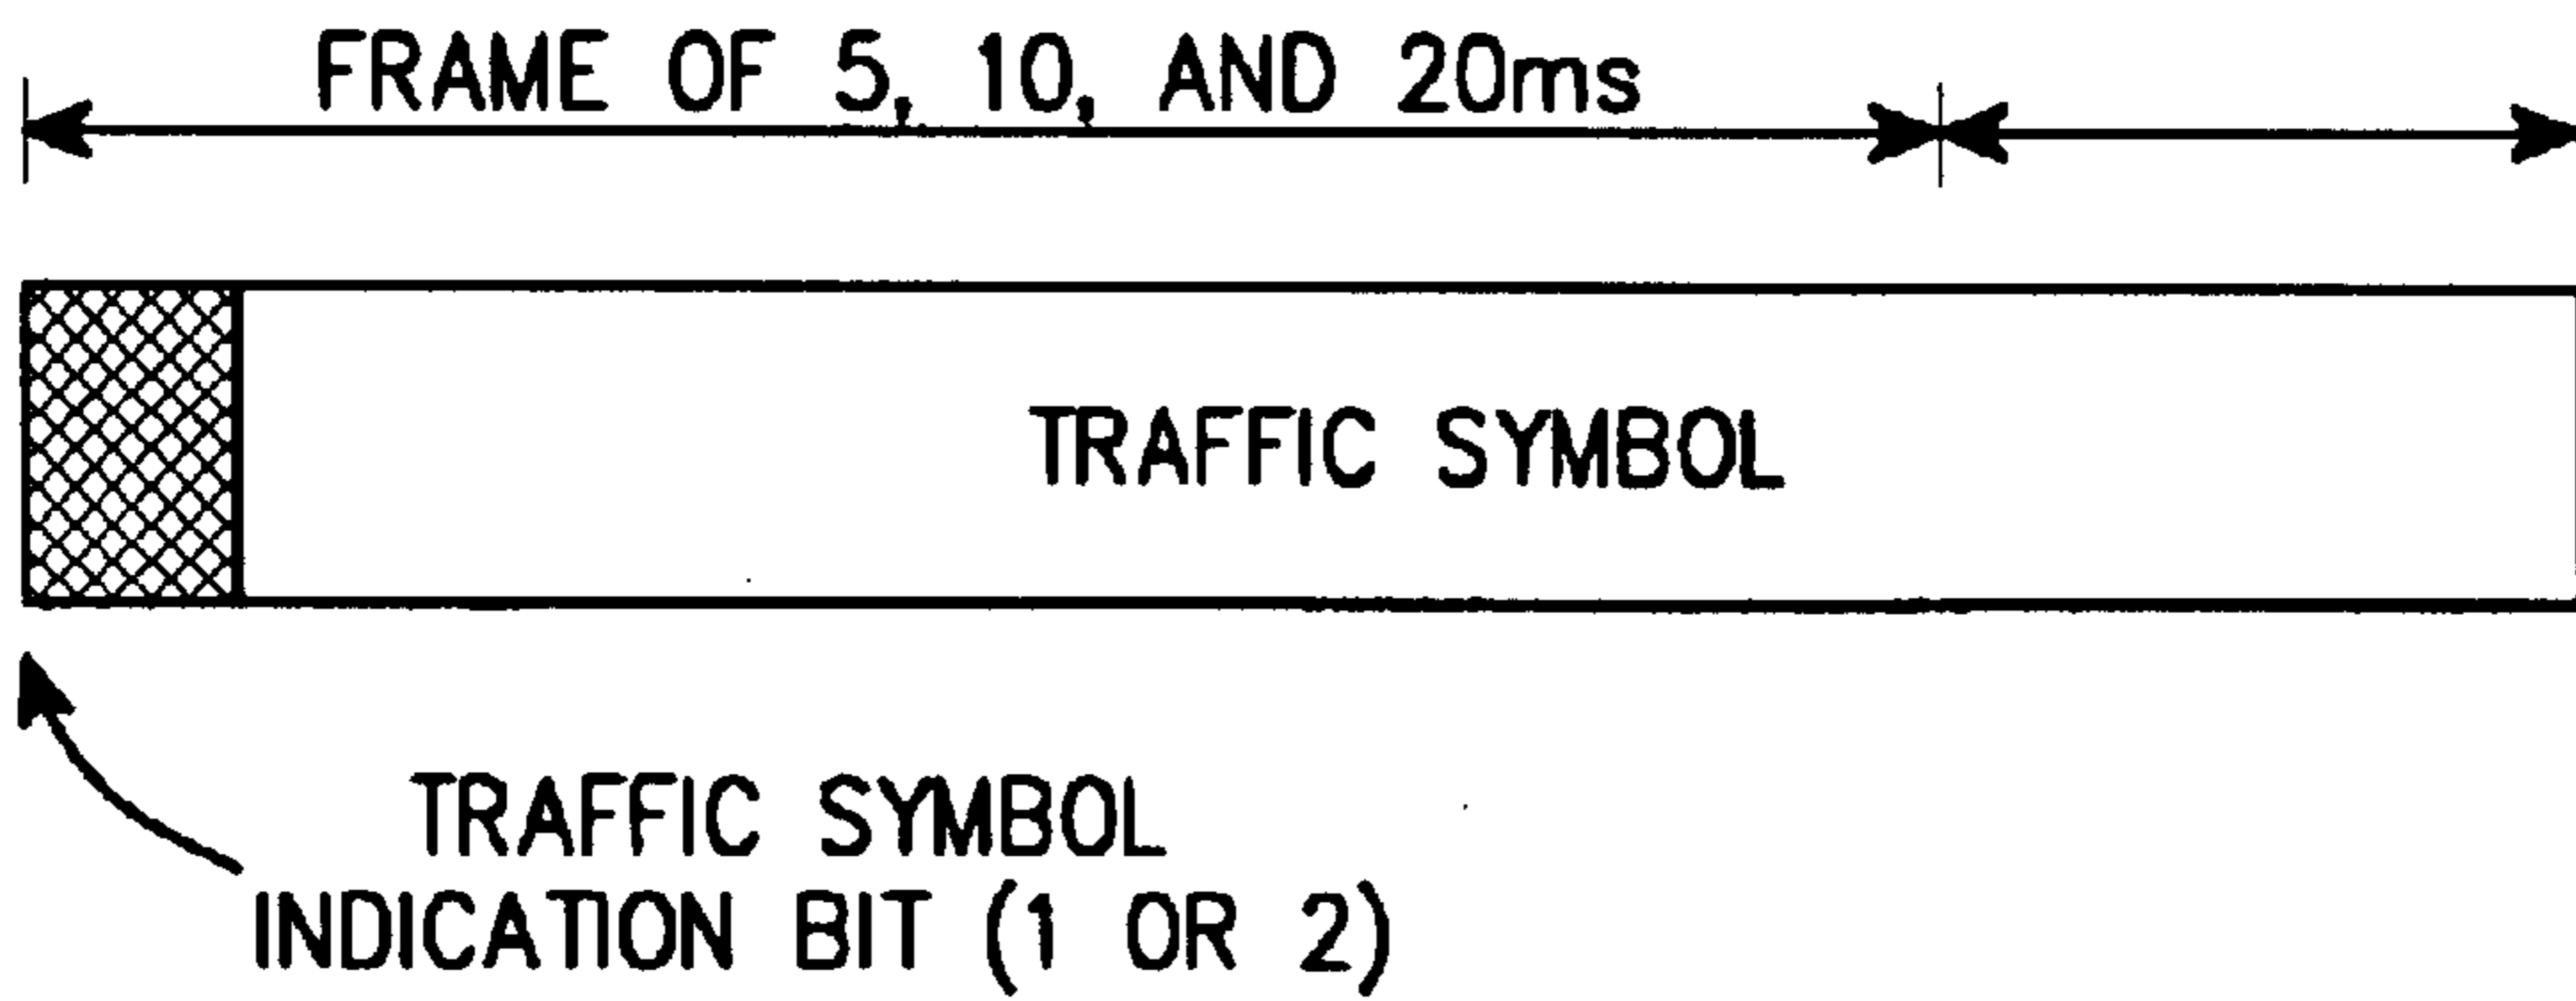 FRAME OF 5, 10, AND 20ms
TRAFFIC SYMBOL
TRAFFIC SYMBOL
INDICATION BIT (1 OR 2)